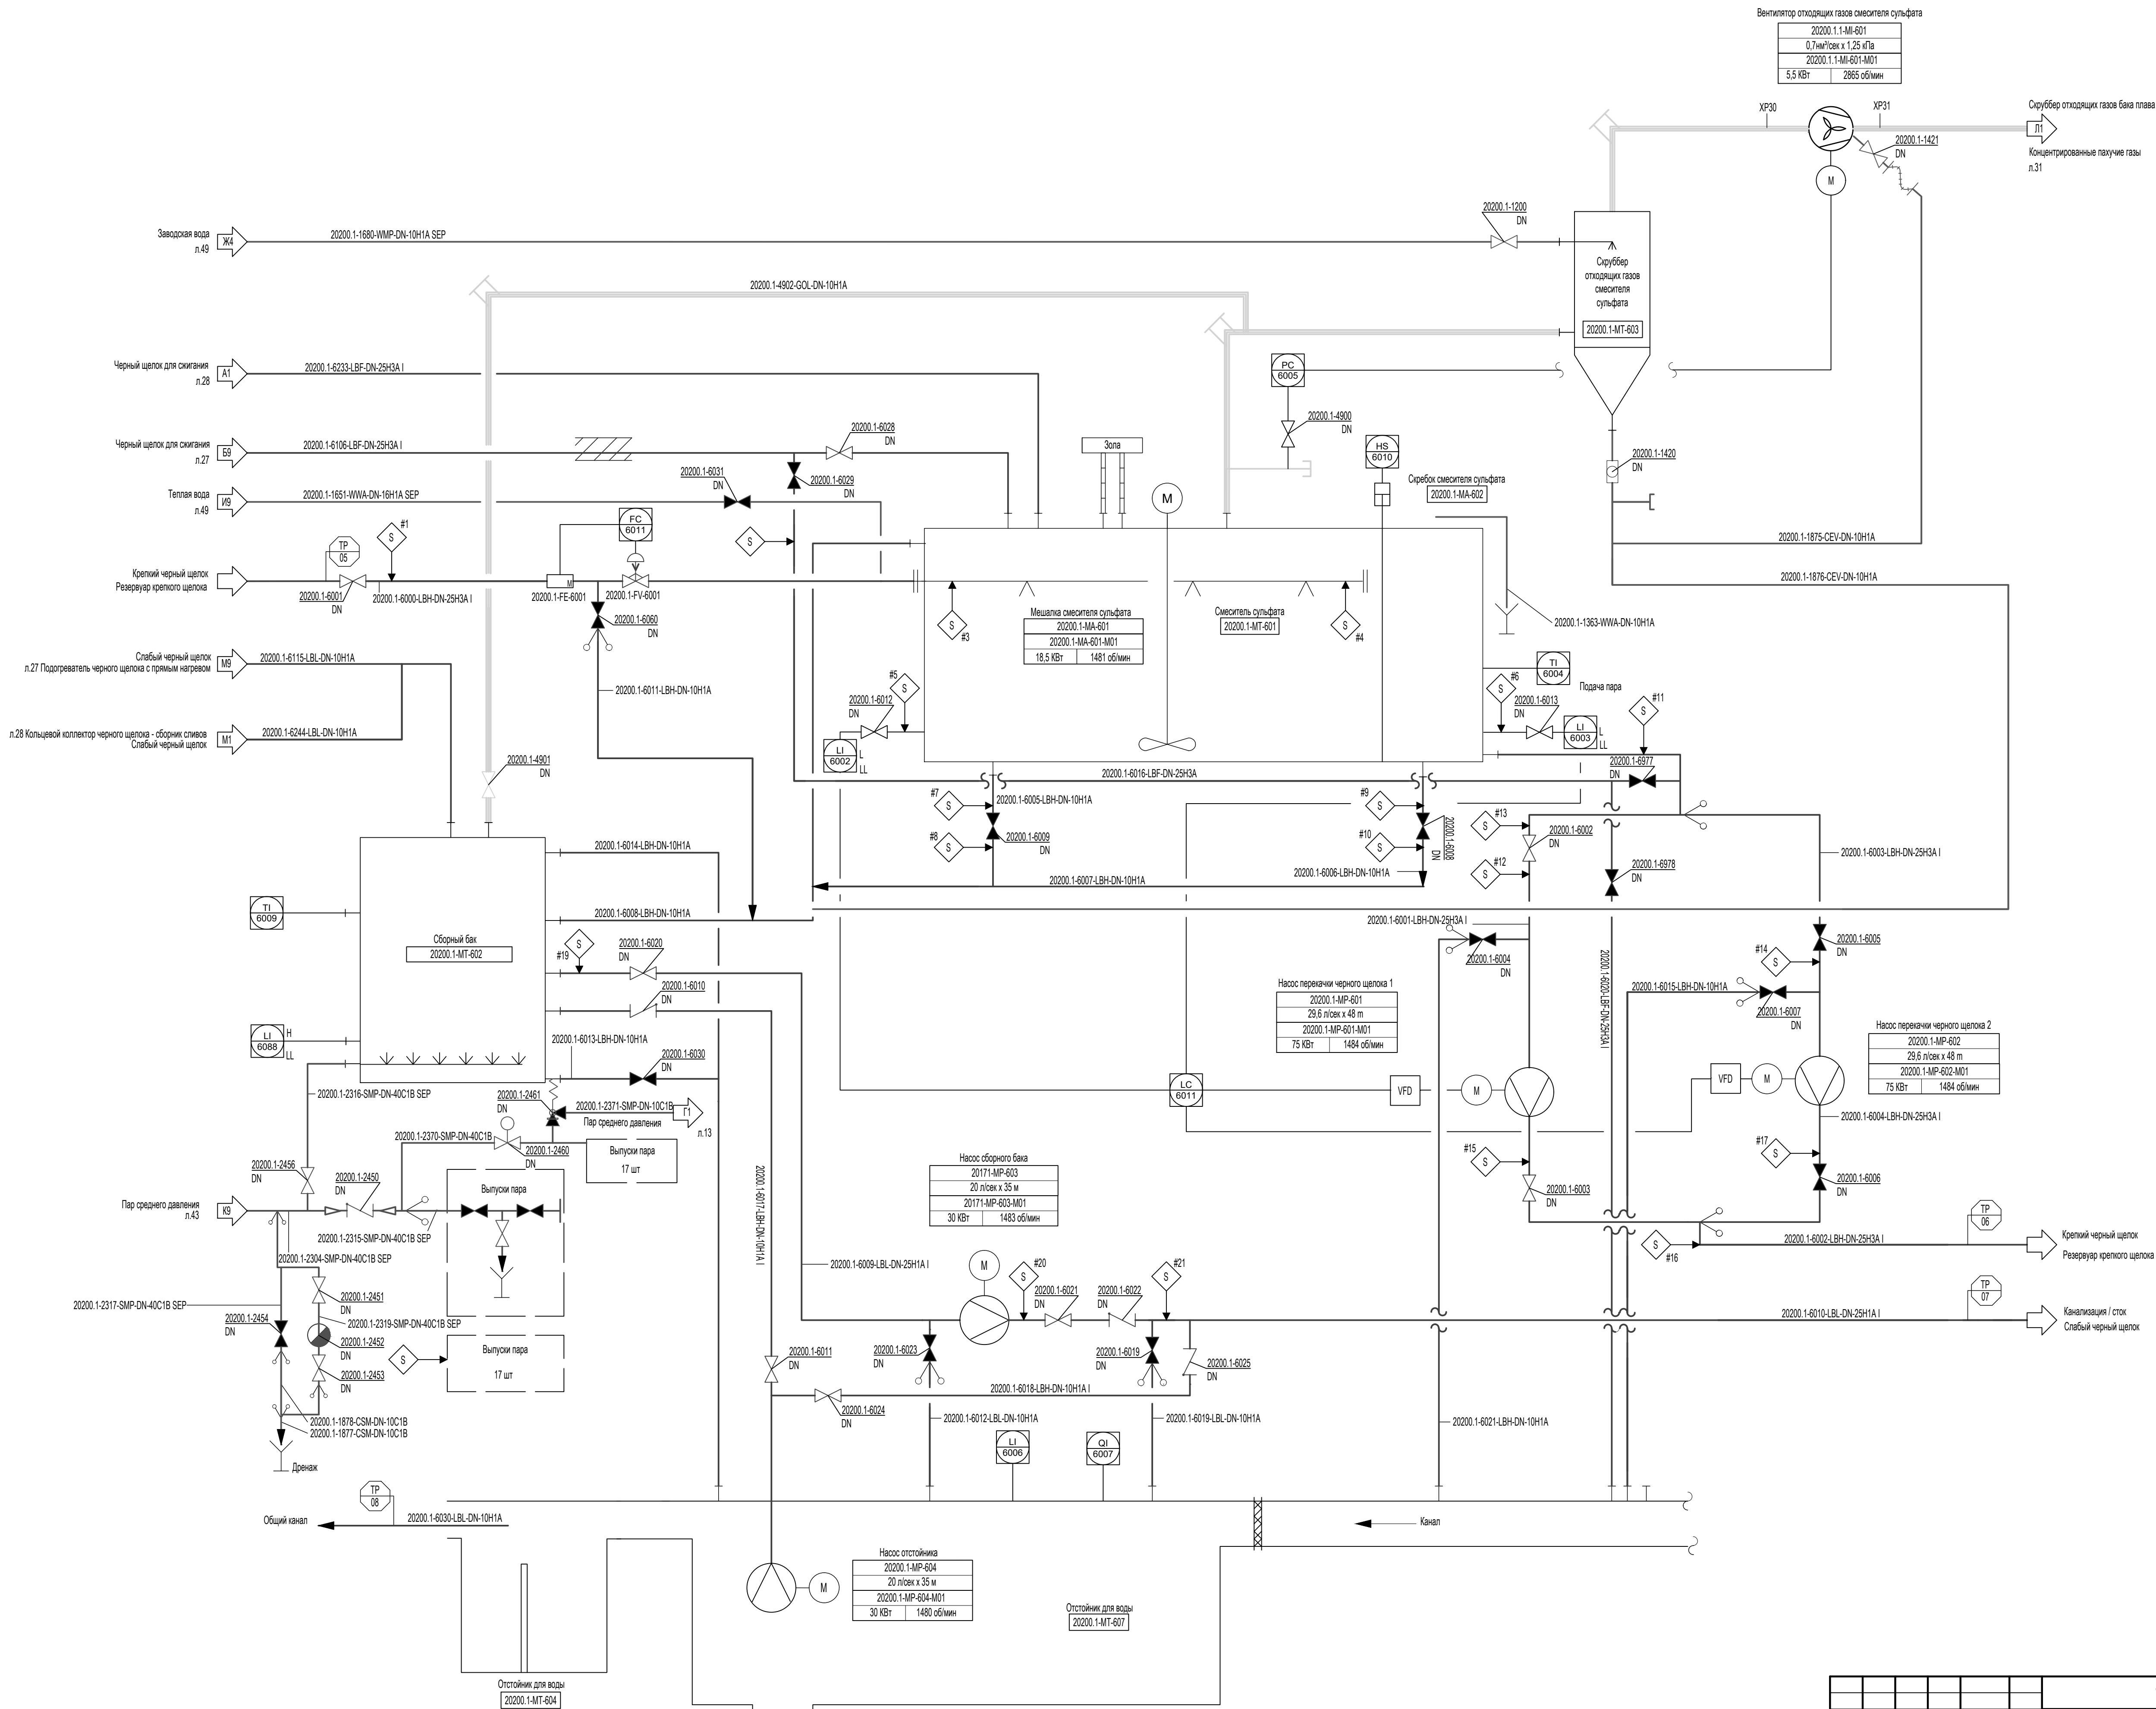 Вентилятор отходящих газов смесителя сульфата
20200.1.1-MI-601
0,7нм³/сек x 1,25 кПа
20200.1.1-MI-601-M01
5,5 КВт 2865 об/мин
XP30
XP31
Скруббер отходящих газов бака плава
Л1
Концентрированные пахучие газы
л.31
20200.1-1421
DN
M
Заводская вода
л.49
Ж4
20200.1-1680-WMP-DN-10H1A SEP
20200.1-1200
DN
Скруббер
отходящих газов
смесителя
сульфата
20200.1-MT-603
20200.1-4902-GOL-DN-10H1A
Черный щелок для сжигания
л.28
А1
20200.1-6233-LBF-DN-25H3A I
PC
6005
20200.1-4900
DN
Черный щелок для сжигания
л.27
Б9
20200.1-6106-LBF-DN-25H3A I
20200.1-6028
DN
Зола
HS
6010
20200.1-1420
DN
20200.1-6031
DN
20200.1-6029
DN
Теплая вода
л.49
И9
20200.1-1651-WWA-DN-16H1A SEP
M
Скребок смесителя сульфата
20200.1-MA-602
#1
S
FC
6011
TP
05
S
20200.1-1875-CEV-DN-10H1A
20200.1-1876-CEV-DN-10H1A
Крепкий черный щелок
Резервуар крепкого щелока
20200.1-6001
DN
20200.1-6000-LBH-DN-25H3A I
M
20200.1-FE-6001
20200.1-FV-6001
20200.1-6060
DN
S
#3
Мешалка смесителя сульфата
20200.1-MA-601
20200.1-MA-601-M01
18,5 КВт 1481 об/мин
Смеситель сульфата
20200.1-MT-601
S
#4
20200.1-1363-WWA-DN-10H1A
Слабый черный щелок
л.27 Подогреватель черного щелока с прямым нагревом
М9
20200.1-6115-LBL-DN-10H1A
20200.1-6011-LBH-DN-10H1A
TI
6004
Подача пара
#5
S
20200.1-6012
DN
#6
S
20200.1-6013
DN
#11
S
л.28 Кольцевой коллектор черного щелока - сборник сливов
Слабый черный щелок
М1
20200.1-6244-LBL-DN-10H1A
LI
6002
L
LL
LI
6003
L
LL
20200.1-4901
DN
20200.1-6016-LBF-DN-25H3A
20200.1-6977
DN
#7
S
20200.1-6005-LBH-DN-10H1A
#9
S
#8
S
20200.1-6009
DN
#10
S
20200.1-6008
DN
#13
S
20200.1-6002
DN
20200.1-6014-LBH-DN-10H1A
20200.1-6003-LBH-DN-25H3A I
20200.1-6006-LBH-DN-10H1A
#12
S
20200.1-6978
DN
20200.1-6007-LBH-DN-10H1A
TI
6009
20200.1-6008-LBH-DN-10H1A
20200.1-6001-LBH-DN-25H3A I
Сборный бак
20200.1-MT-602
#19
S
20200.1-6020
DN
20200.1-6004
DN
20200.1-6020-LBF-DN-25H3A I
#14
S
20200.1-6005
DN
20200.1-6010
DN
Насос перекачки черного щелока 1
20200.1-MP-601
29,6 л/сек x 48 m
20200.1-MP-601-M01
75 КВт 1484 об/мин
20200.1-6015-LBH-DN-10H1A
20200.1-6007
DN
Насос перекачки черного щелока 2
20200.1-MP-602
29,6 л/сек x 48 m
20200.1-MP-602-M01
75 КВт 1484 об/мин
LI
6088
H
LL
20200.1-6013-LBH-DN-10H1A
20200.1-6030
DN
LC
6011
VFD
M
VFD
M
20200.1-2316-SMP-DN-40C1B SEP
20200.1-2461
DN
20200.1-2371-SMP-DN-10C1B
Г1
Пар среднего давления
л.13
20200.1-6004-LBH-DN-25H3A I
20200.1-2370-SMP-DN-40C1B
20200.1-2460
DN
Выпуски пара
17 шт
#15
S
#17
S
20200.1-2456
DN
20200.1-2450
DN
Выпуски пара
20200.1-6017-LBH-DN-10H1A I
Насос сборного бака
20171-MP-603
20 л/сек x 35 м
20171-MP-603-M01
30 КВт 1483 об/мин
20200.1-6003
DN
20200.1-6006
DN
Пар среднего давления
л.43
К9
20200.1-2315-SMP-DN-40C1B SEP
20200.1-2304-SMP-DN-40C1B SEP
TP
06
S
#16
20200.1-6002-LBH-DN-25H3A I
Крепкий черный щелок
Резервуар крепкого щелока
M
20200.1-6009-LBL-DN-25H1A I
S
#20
20200.1-6021
DN
20200.1-6022
DN
S
#21
TP
07
20200.1-2317-SMP-DN-40C1B SEP
20200.1-2451
DN
20200.1-2319-SMP-DN-40C1B SEP
20200.1-2454
DN
20200.1-6010-LBL-DN-25H1A I
Канализация / сток
Слабый черный щелок
20200.1-2452
DN
20200.1-2453
DN
S
Выпуски пара
17 шт
20200.1-6011
DN
20200.1-6023
DN
20200.1-6019
DN
20200.1-6025
DN
20200.1-6018-LBH-DN-10H1A I
20200.1-6024
DN
20200.1-1878-CSM-DN-10C1B
20200.1-1877-CSM-DN-10C1B
20200.1-6012-LBL-DN-10H1A
20200.1-6019-LBL-DN-10H1A
20200.1-6021-LBH-DN-10H1A
Дренаж
LI
6006
QI
6007
TP
08
Общий канал
20200.1-6030-LBL-DN-10H1A
Канал
Насос отстойника
20200.1-MP-604
20 л/сек x 35 м
20200.1-MP-604-M01
30 КВт 1480 об/мин
M
Отстойник для воды
20200.1-MT-607
Отстойник для воды
20200.1-MT-604